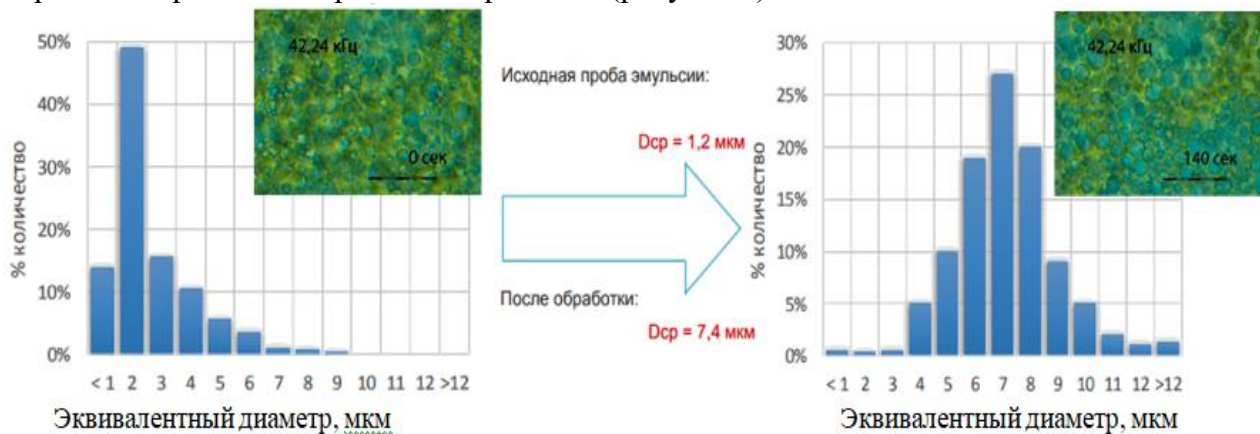 50%
40%
30%
20%
10%
0%
% количество
42,24 кГц
0 сек
< 1 2 3 4 5 6 7 8 9 10 11 12 >12
Эквивалентный диаметр, мкм
Исходная проба эмульсии:
Dср = 1,2 мкм
После обработки:
Dср = 7,4 мкм
30%
25%
20%
15%
10%
5%
0%
% количество
42,24 кГц
140 сек
< 1 2 3 4 5 6 7 8 9 10 11 12 >12
Эквивалентный диаметр, мкм